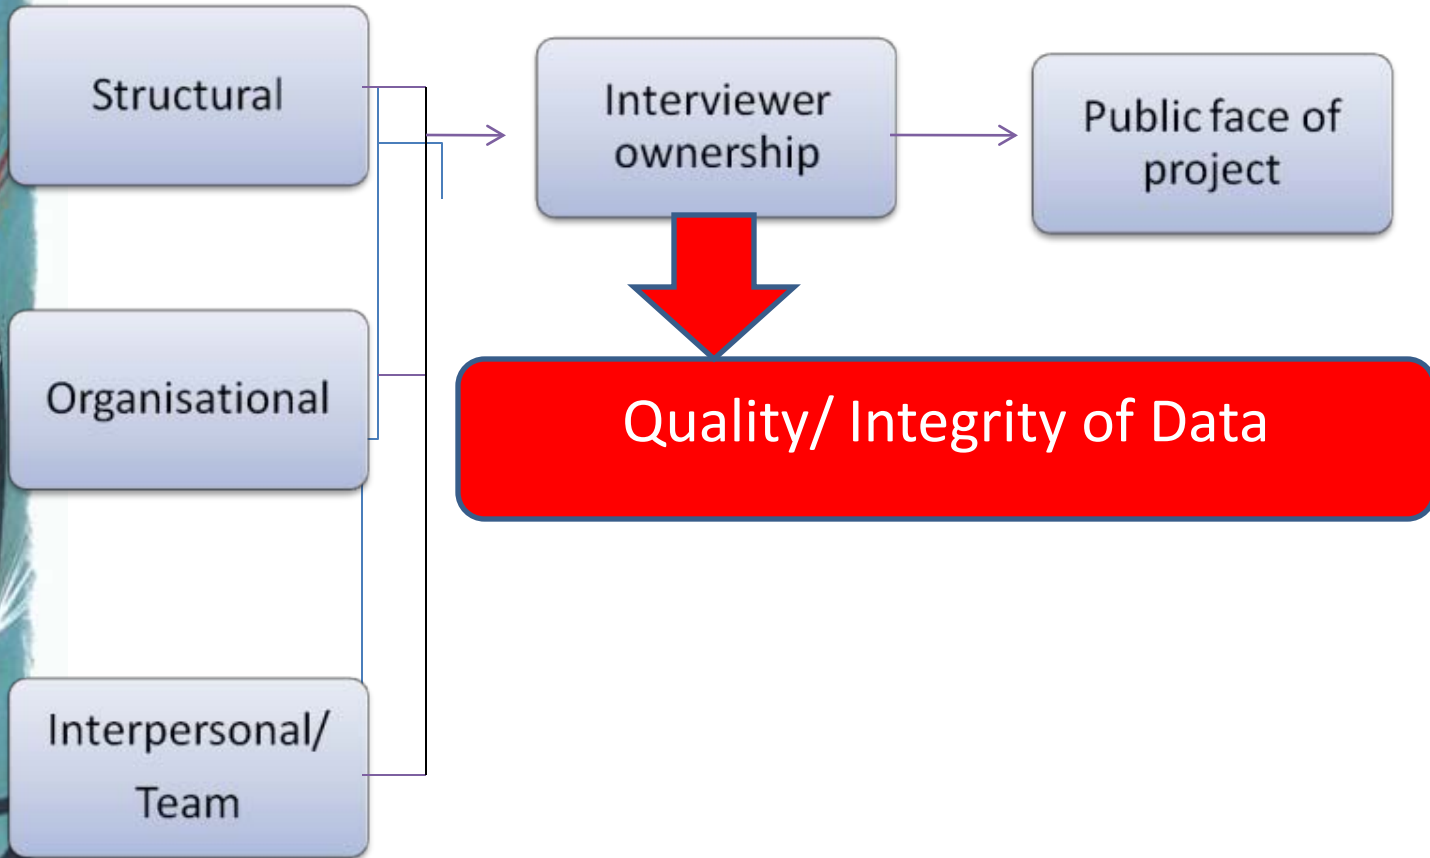 Structural
Interviewer
ownership
Public face of
project
Organisational
Quality/ Integrity of Data
Interpersonal/
Team